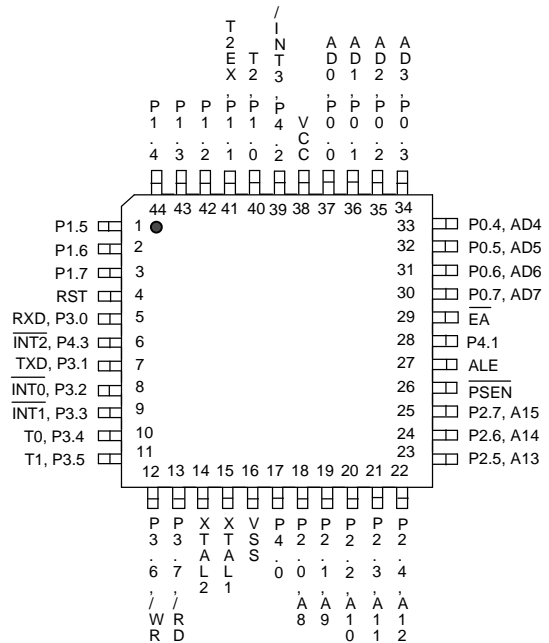 P1.4
P1.3
P1.2
T2EX,P1.1
T2,P1.0
/INT3,P4.2
VCC
AD0,P0.0
AD1,P0.1
AD2,P0.2
AD3,P0.3
44 43 42 41 40 39 38 37 36 35 34
P1.5 1
P1.6 2
P1.7 3
RST 4
RXD, P3.0 5
INT2, P4.3 6
TXD, P3.1 7
INT0, P3.2 8
INT1, P3.3 9
T0, P3.4 10
T1, P3.5 11
33 P0.4, AD4
32 P0.5, AD5
31 P0.6, AD6
30 P0.7, AD7
29 EA
28 P4.1
27 ALE
26 PSEN
25 P2.7, A15
24 P2.6, A14
23 P2.5, A13
12 13 14 15 16 17 18 19 20 21 22
P3.6,/WR
P3.7,/RD
XTAL2
XTAL1
VSS
P4.0
P2.0,A8
P2.1,A9
P2.2,A10
P2.3,A11
P2.4,A12